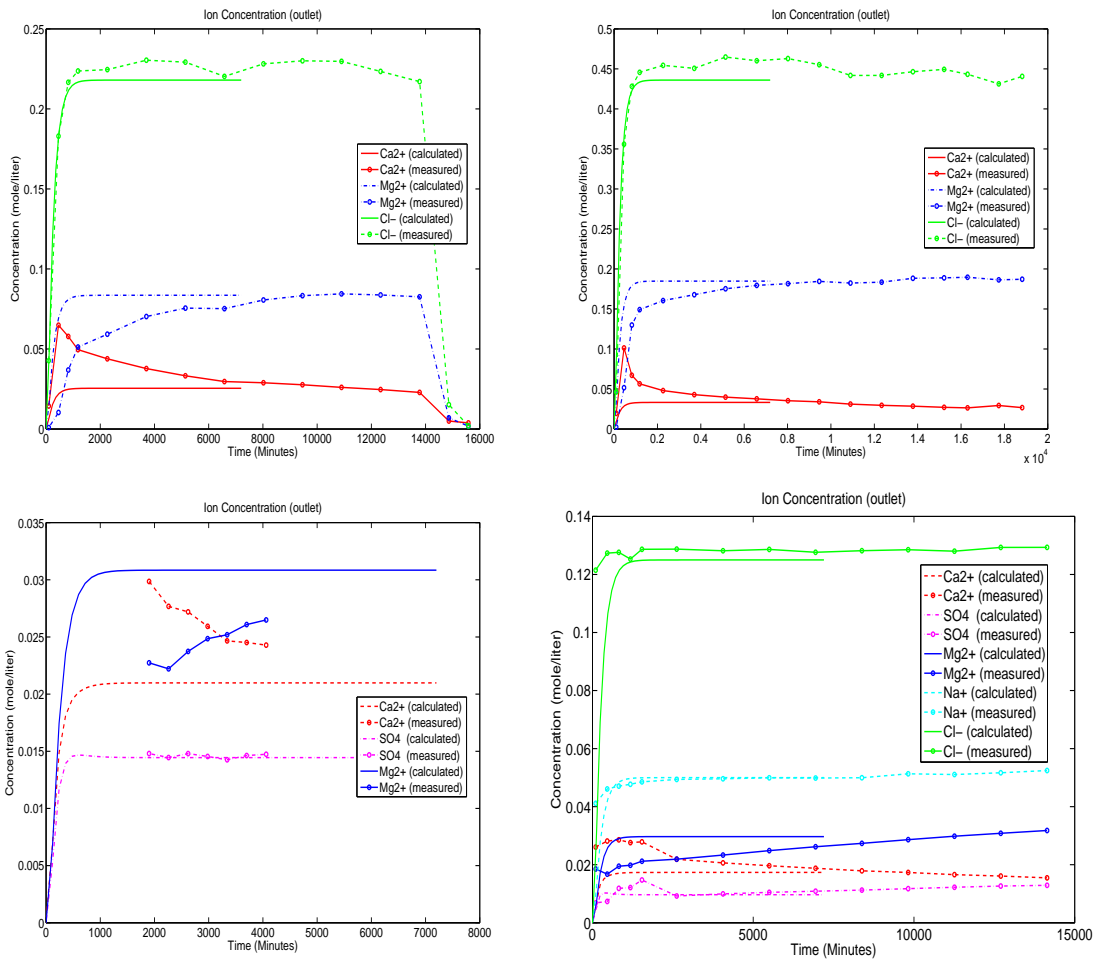 Ion Concentration (outlet)
0.25
0.2
0.15
0.1
0.05
0
Concentration (mole/liter)
Ca2+ (calculated)
Ca2+ (measured)
Mg2+ (calculated)
Mg2+ (measured)
Cl− (calculated)
Cl− (measured)
0 2000 4000 6000 8000 10000 12000 14000 16000
Time (Minutes)
Ion Concentration (outlet)
0.5
0.45
0.4
0.35
0.3
0.25
0.2
0.15
0.1
0.05
0
Concentration (mole/liter)
Ca2+ (calculated)
Ca2+ (measured)
Mg2+ (calculated)
Mg2+ (measured)
Cl− (calculated)
Cl− (measured)
0 0.2 0.4 0.6 0.8 1 1.2 1.4 1.6 1.8 2
Time (Minutes)
x 10^4
Ion Concentration (outlet)
0.035
0.03
0.025
0.02
0.015
0.01
0.005
0
Concentration (mole/liter)
Ca2+ (calculated)
Ca2+ (measured)
SO4 (calculated)
SO4 (measured)
Mg2+ (calculated)
Mg2+ (measured)
0 1000 2000 3000 4000 5000 6000 7000 8000
Time (Minutes)
Ion Concentration (outlet)
0.14
0.12
0.1
0.08
0.06
0.04
0.02
0
Concentration (mole/liter)
Ca2+ (calculated)
Ca2+ (measured)
SO4 (calculated)
SO4 (measured)
Mg2+ (calculated)
Mg2+ (measured)
Na+ (calculated)
Na+ (measured)
Cl− (calculated)
Cl− (measured)
0 5000 10000 15000
Time (Minutes)